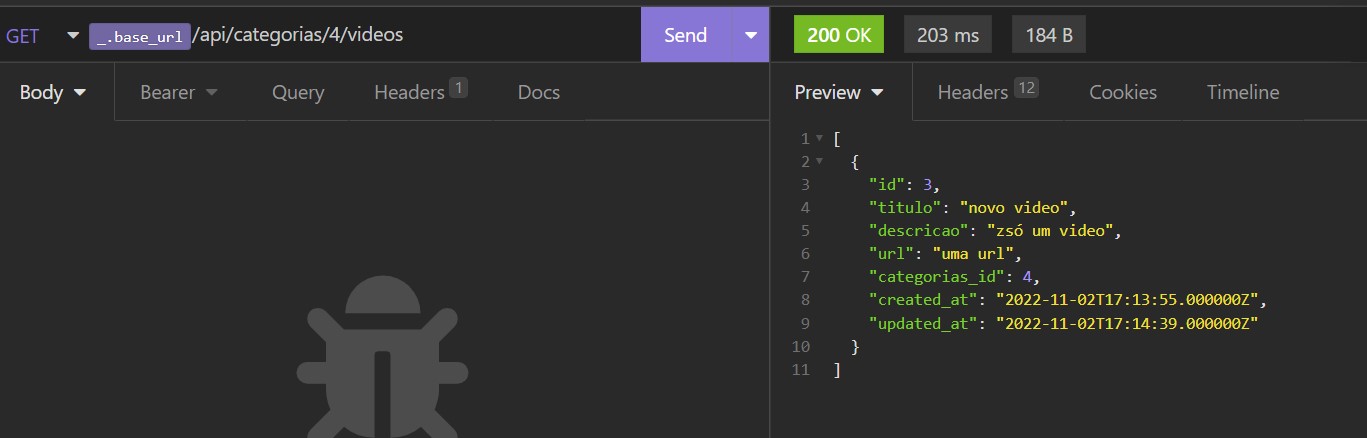 GET _.base_url/api/categorias/4/videos Send 200 OK 203 ms 184 B
Body Bearer Query Headers 1 Docs Preview Headers 12 Cookies Timeline
1 [
2 {
3 "id": 3,
4 "titulo": "novo video",
5 "descricao": "zsó um video",
6 "url": "uma url",
7 "categorias_id": 4,
8 "created_at": "2022-11-02T17:13:55.000000Z",
9 "updated_at": "2022-11-02T17:14:39.000000Z"
10 }
11 ]